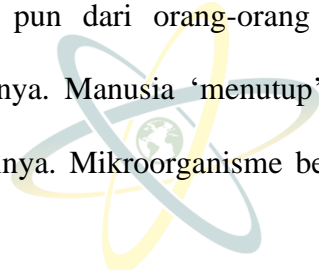 pun dari orang-orang
nya. Manusia ‘menutup’
nya. Mikroorganisme be